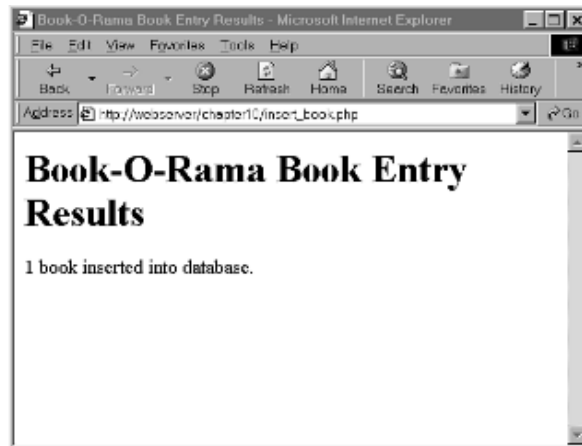 Book-O-Rama Book Entry Results - Microsoft Internet Explorer
File Edit View Favorites Tools Help
Back Forward Stop Refresh Home Search Favorites History
Address http://webserver/chapter10/insert_book.php Go
Book-O-Rama Book Entry
Results
1 book inserted into database.